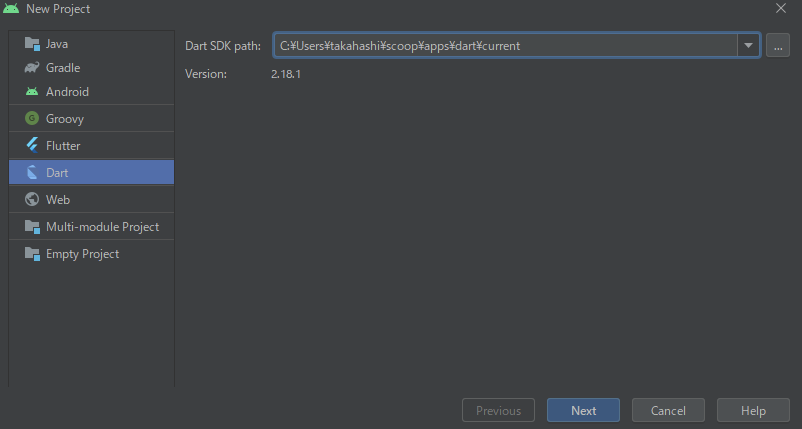 New Project
Java
Gradle
Android
Groovy
Flutter
Dart
Web
Multi-module Project
Empty Project
Dart SDK path: C:¥Users¥takahashi¥scoop¥apps¥dart¥current ...
Version: 2.18.1
Previous Next Cancel Help